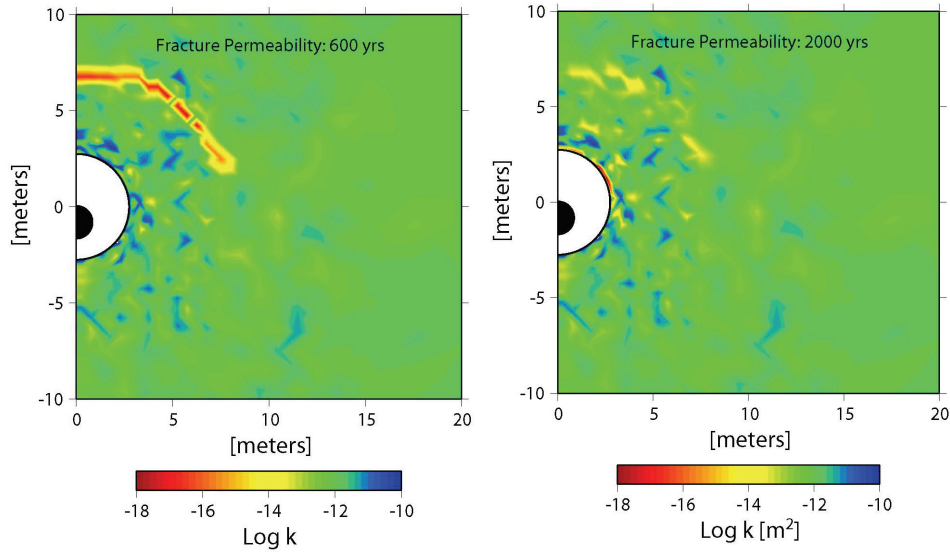 Fracture Permeability: 600 yrs
10
5
0
-5
-10
[meters]
0 5 10 15 20
[meters]
-18 -16 -14 -12 -10
Log k
Fracture Permeability: 2000 yrs
10
5
0
-5
-10
[meters]
0 5 10 15 20
[meters]
-18 -16 -14 -12 -10
Log k [m²]